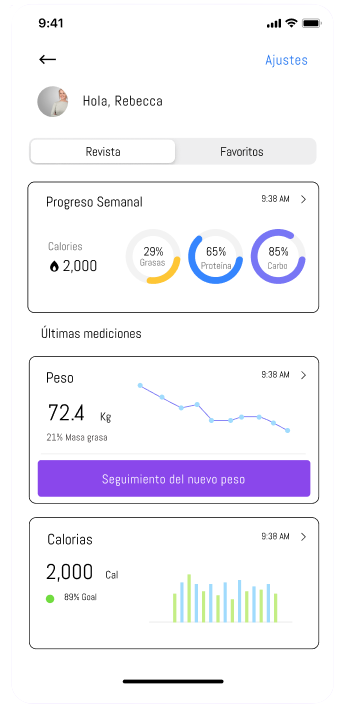 9:41
Ajustes
Hola, Rebecca
Revista Favoritos
Progreso Semanal 9:38 AM
Calories
2,000
29% Grasas
65% Proteina
85% Carbo
Últimas mediciones
Peso 9:38 AM
72.4 Kg
21% Masa grasa
Seguimiento del nuevo peso
Calorias 9:38 AM
2,000 Cal
89% Goal